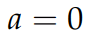 a = 0